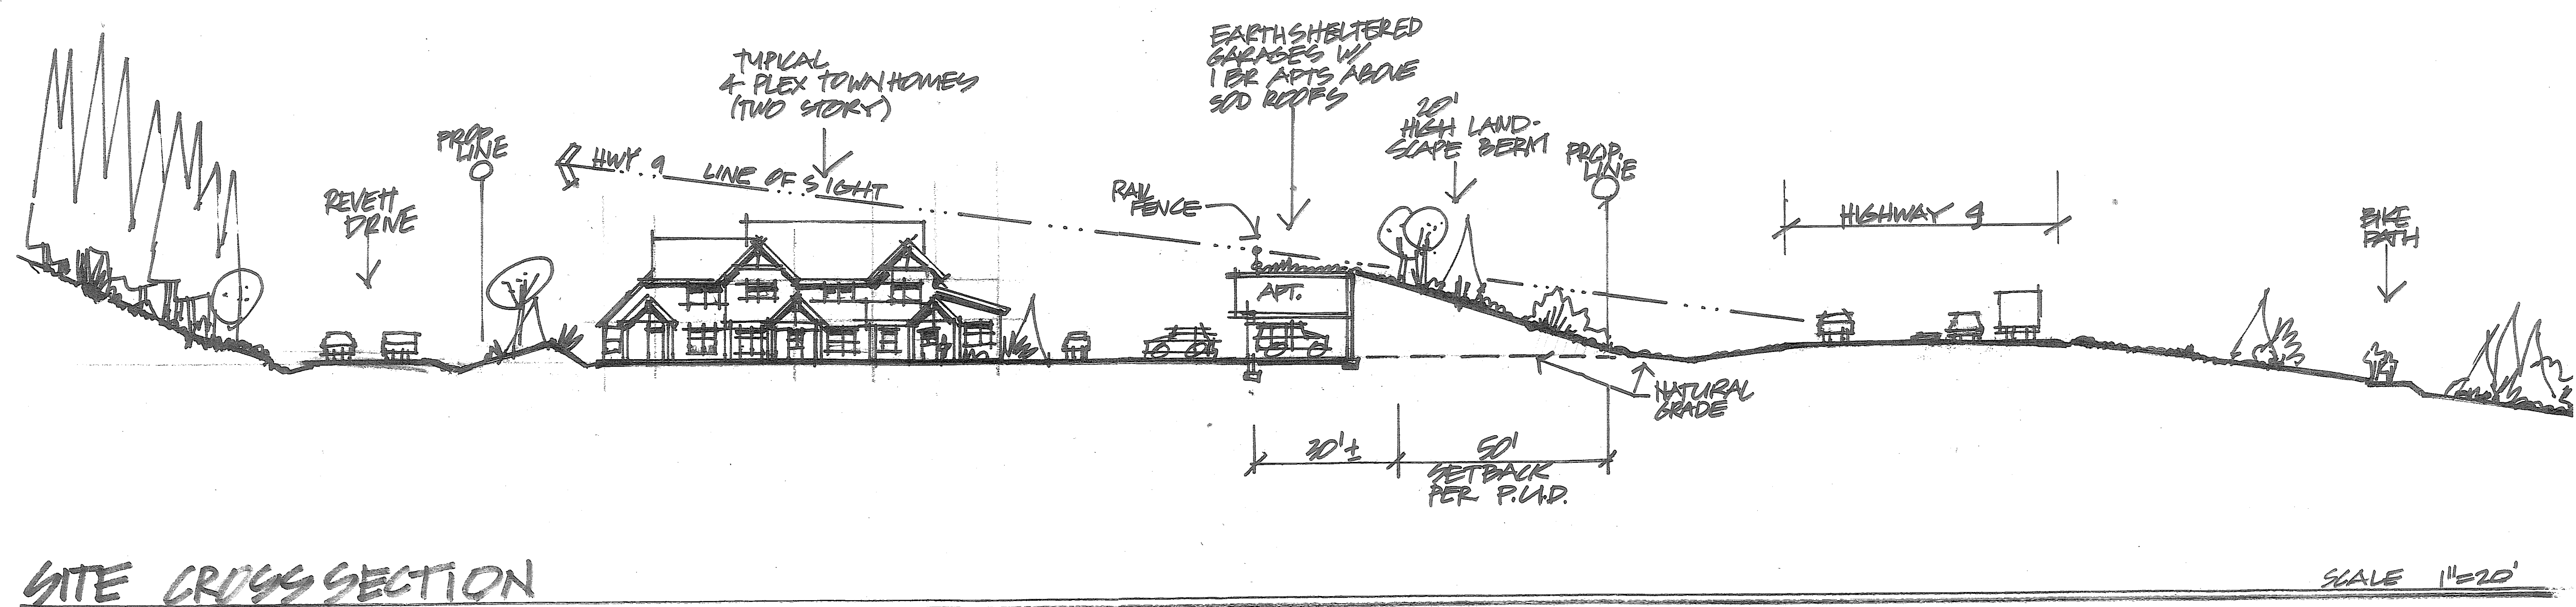 TYPICAL
4 PLEX TOWNHOMES
(TWO STORY)
EARTHSHELTERED
GARAGES W/
1 BR APTS ABOVE
SOD ROOFS
20'
HIGH LAND-
SCAPE BERM
PROP.
LINE
PROP.
LINE
HWY 9 LINE OF SIGHT
REVETT
DRIVE
RAIL
FENCE
HIGHWAY 9
BIKE
PATH
APT.
NATURAL
GRADE
30'±
50'
SETBACK
PER P.U.D.
SITE CROSS SECTION
SCALE 1"=20'